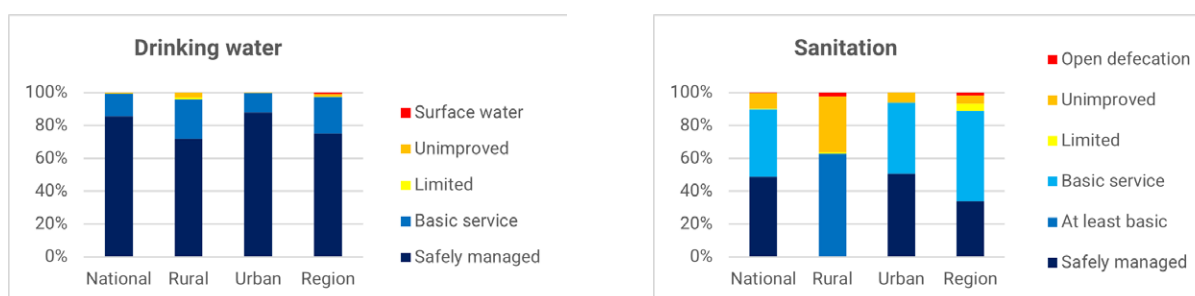 Drinking water
100%
80%
60%
40%
20%
0%
National Rural Urban Region
Surface water
Unimproved
Limited
Basic service
Safely managed
Sanitation
100%
80%
60%
40%
20%
0%
National Rural Urban Region
Open defecation
Unimproved
Limited
Basic service
At least basic
Safely managed